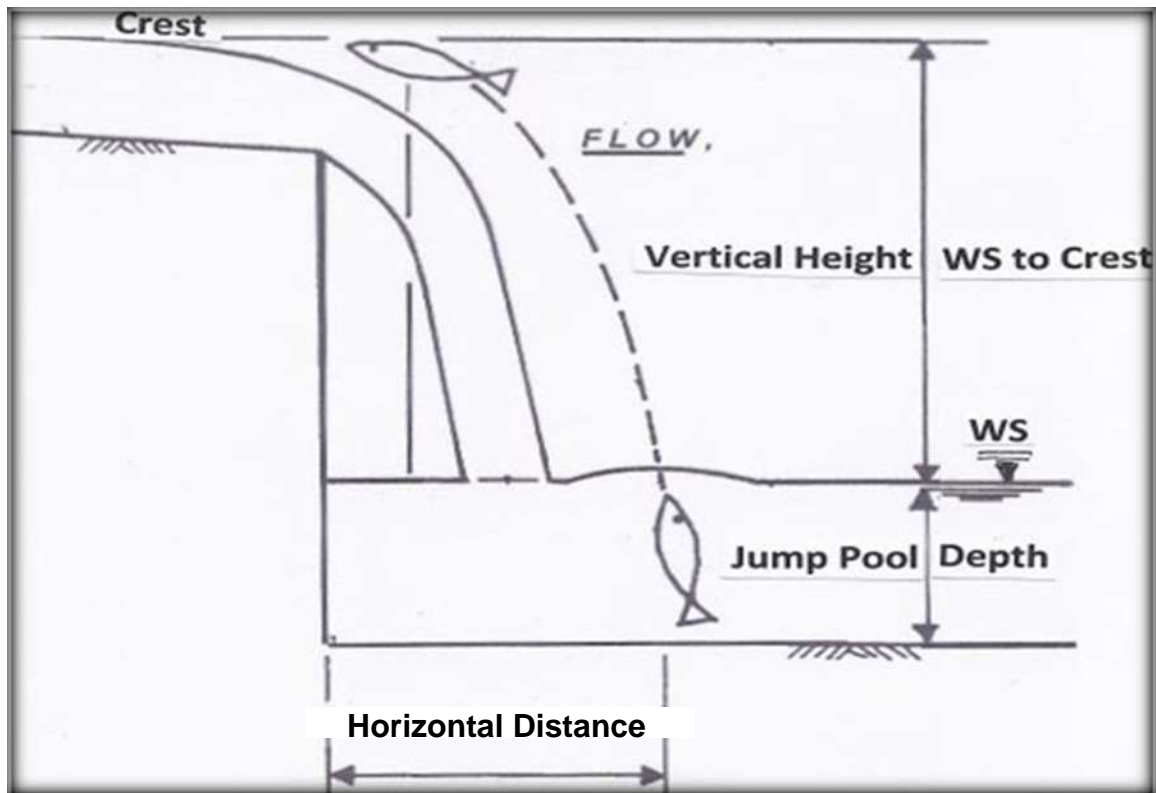 Crest
FLOW,
Vertical Height WS to Crest
WS
Jump Pool Depth
Horizontal Distance